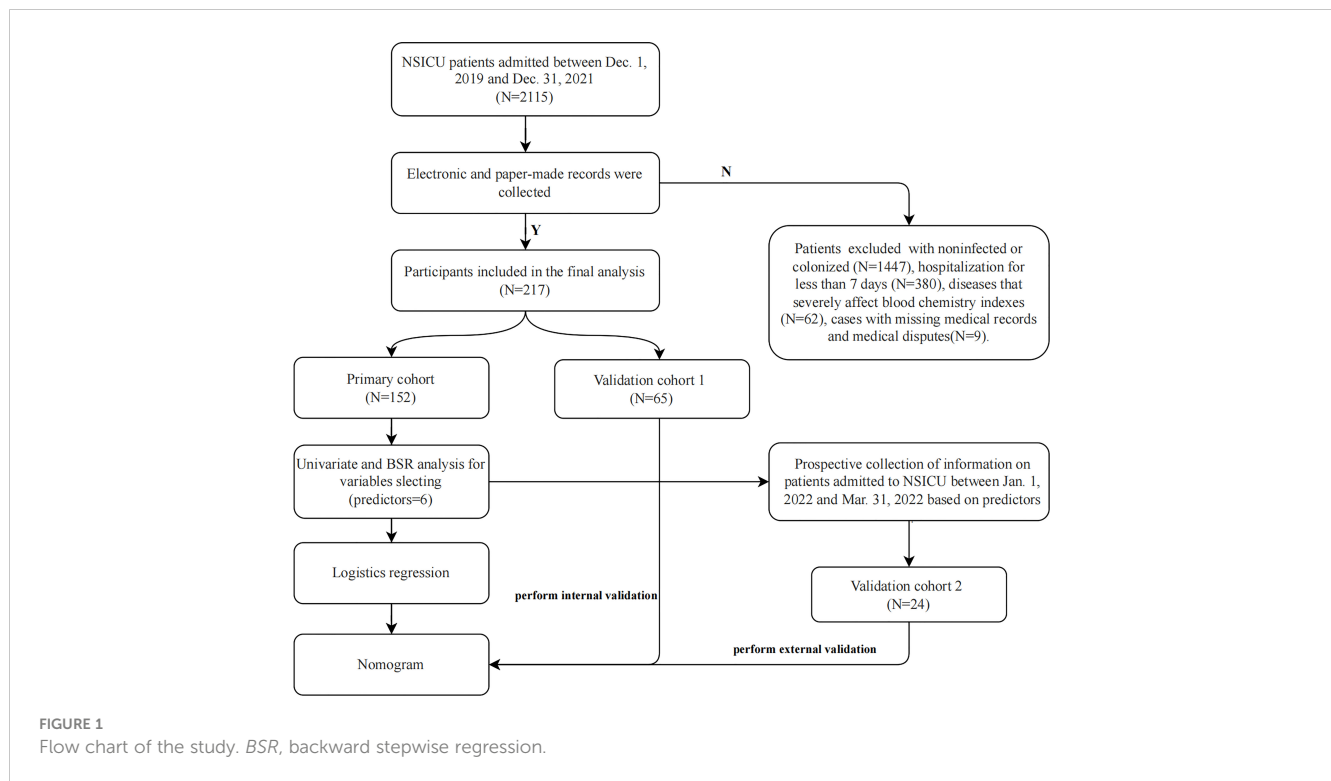 NSICU patients admitted between Dec. 1,
2019 and Dec. 31, 2021
(N=2115)
Electronic and paper-made records were
collected
N
Y
Patients excluded with noninfected or
colonized (N=1447), hospitalization for
less than 7 days (N=380), diseases that
severely affect blood chemistry indexes
(N=62), cases with missing medical records
and medical disputes(N=9).
Participants included in the final analysis
(N=217)
Primary cohort
(N=152)
Validation cohort 1
(N=65)
Univariate and BSR analysis for
variables slecting
(predictors=6)
Prospective collection of information on
patients admitted to NSICU between Jan. 1,
2022 and Mar. 31, 2022 based on predictors
Logistics regression
perform internal validation
Validation cohort 2
(N=24)
perform external validation
Nomogram
FIGURE 1
Flow chart of the study. BSR, backward stepwise regression.